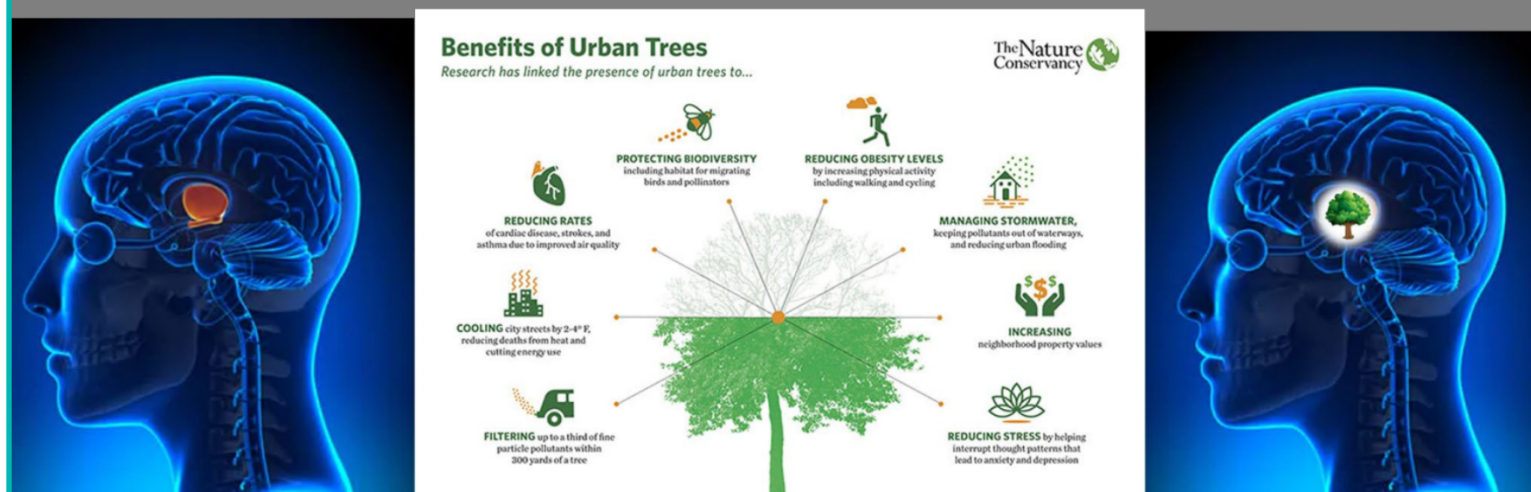 Benefits of Urban Trees
Research has linked the presence of urban trees to...
The Nature
Conservancy
PROTECTING BIODIVERSITY
including habitat for migrating
birds and pollinators
REDUCING OBESITY LEVELS
by increasing physical activity
including walking and cycling
REDUCING RATES
of cardiac disease, strokes, and
asthma due to improved air quality
MANAGING STORMWATER,
keeping pollutants out of waterways,
and reducing urban flooding
COOLING city streets by 2-4° F,
reducing deaths from heat and
cutting energy use
$$$
INCREASING
neighborhood property values
FILTERING up to a third of fine
particle pollutants within
300 yards of a tree
REDUCING STRESS by helping
interrupt thought patterns that
lead to anxiety and depression